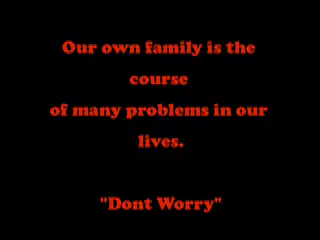 Our own family is the
course
of many problems in our
lives.
"Dont Worry"